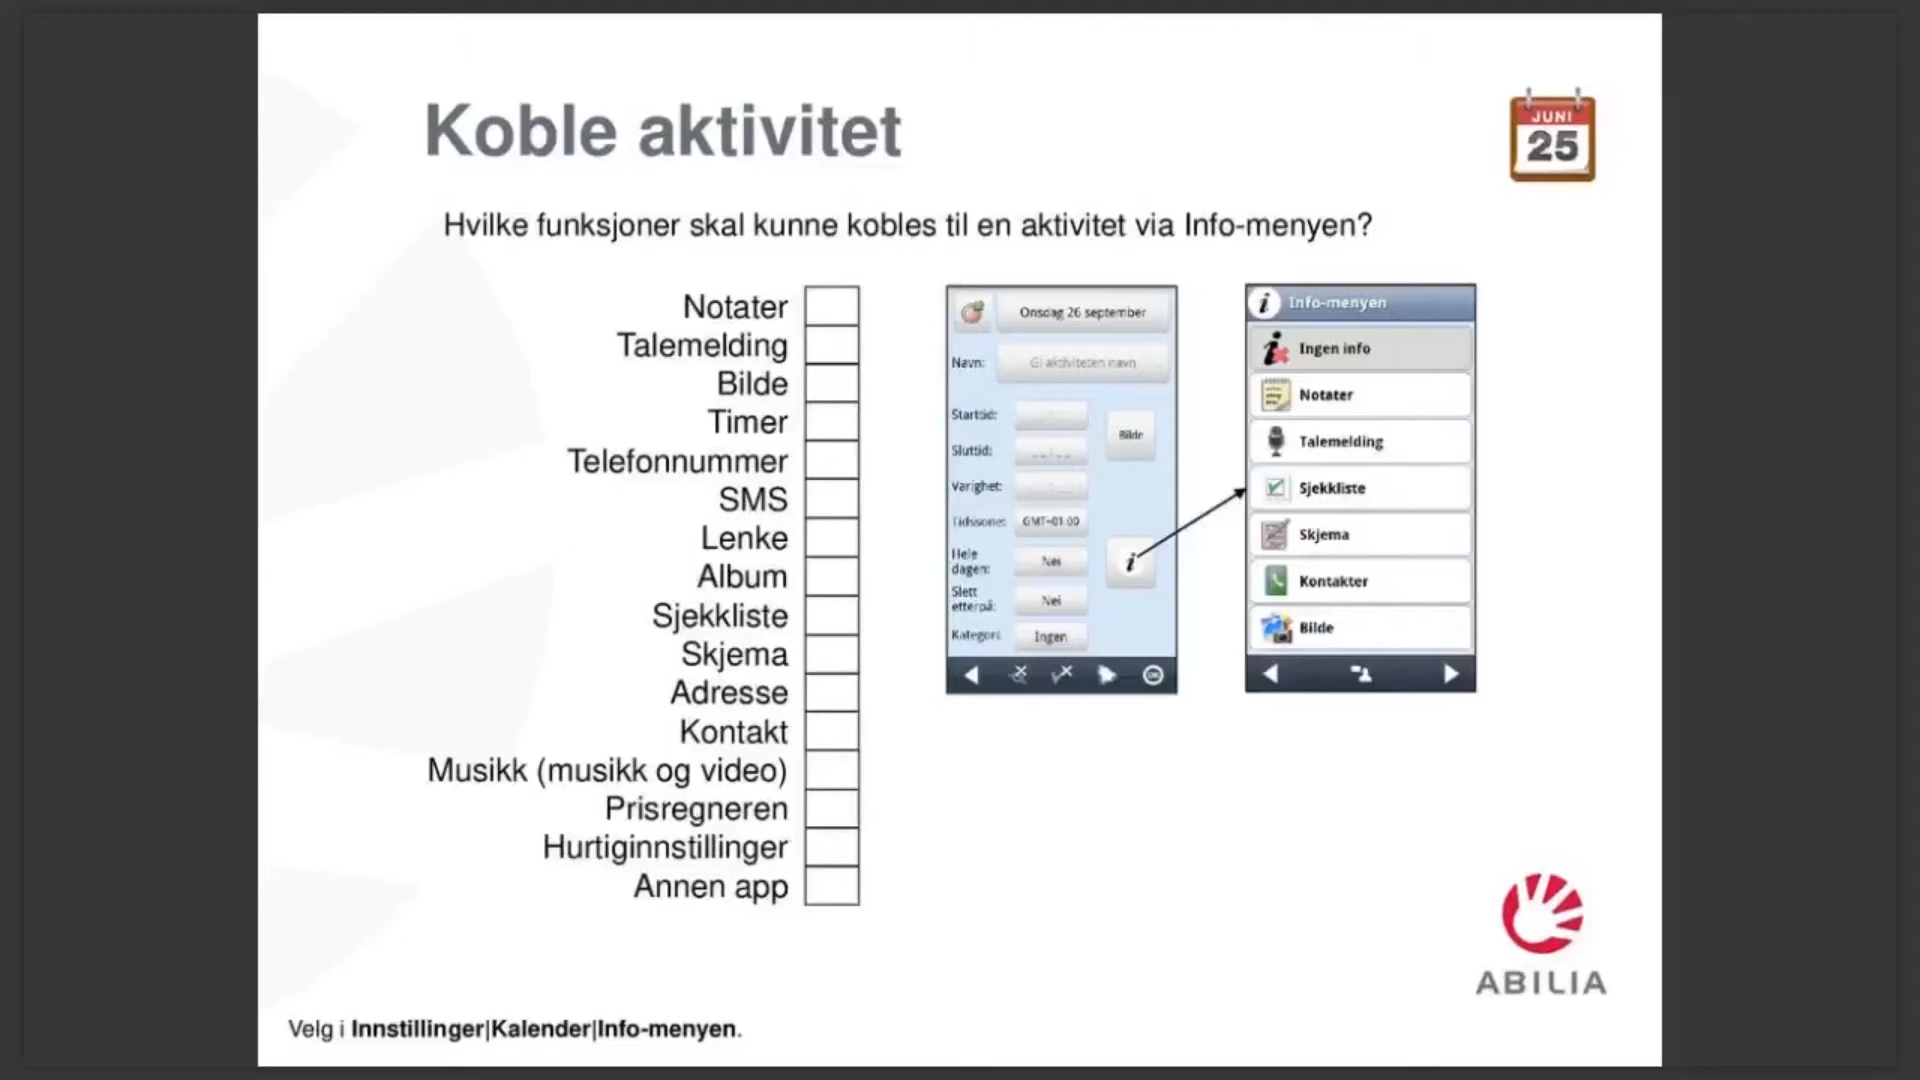 Koble aktivitet
JUNI
25
Hvilke funksjoner skal kunne kobles til en aktivitet via Info-menyen?
Notater
Talemelding
Bilde
Timer
Telefonnummer
SMS
Lenke
Album
Sjekkliste
Skjema
Adresse
Kontakt
Musikk (musikk og video)
Prisregneren
Hurtiginnstillinger
Annen app
Onsdag 26 september
Navn: Gi aktiviteten navn
Starttid:
Bilde
Sluttid:
Varighet:
Tidssone: GMT+01:00
Hele
dagen: Nei
Slett
etterpå: Nei
Kategori: Ingen
Info-menyen
Ingen info
Notater
Talemelding
Sjekkliste
Skjema
Kontakter
Bilde
ABILIA
Velg i Innstillinger|Kalender|Info-menyen.